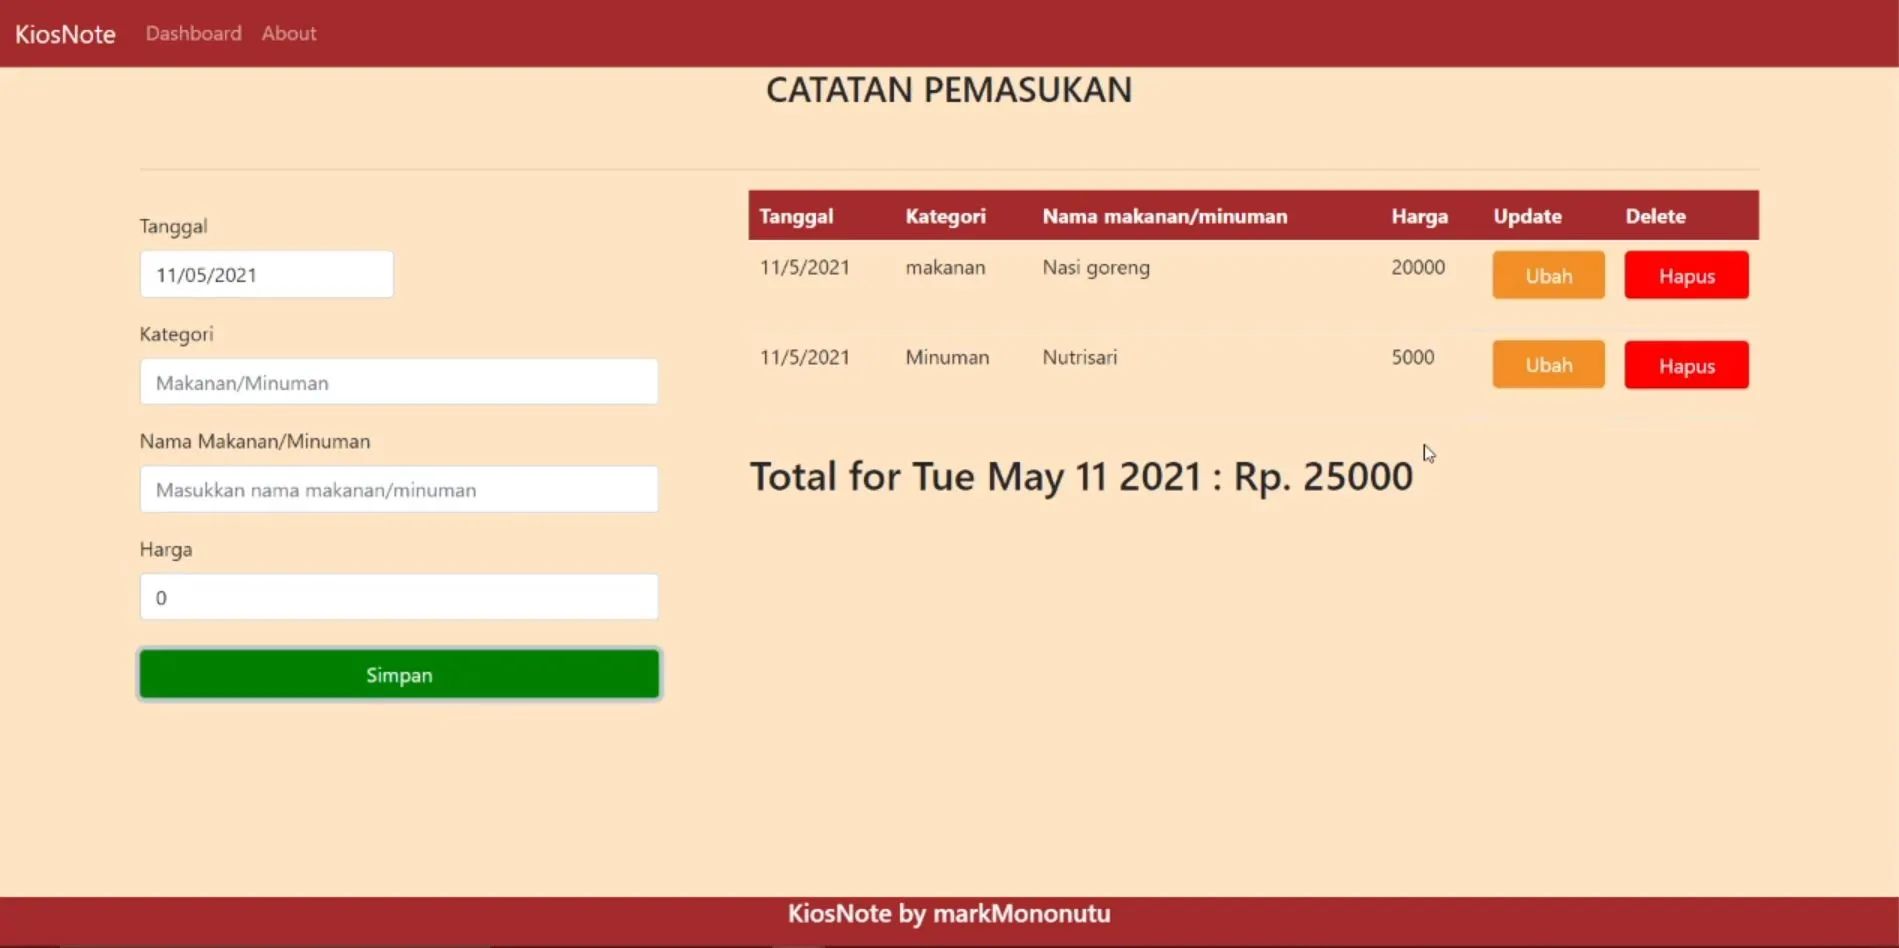 KiosNote Dashboard About
CATATAN PEMASUKAN
Tanggal
11/05/2021
Kategori
Makanan/Minuman
Nama Makanan/Minuman
Masukkan nama makanan/minuman
Harga
0
Simpan
Tanggal Kategori Nama makanan/minuman Harga Update Delete
11/5/2021 makanan Nasi goreng 20000 Ubah Hapus
11/5/2021 Minuman Nutrisari 5000 Ubah Hapus
Total for Tue May 11 2021 : Rp. 25000
KiosNote by markMononutu